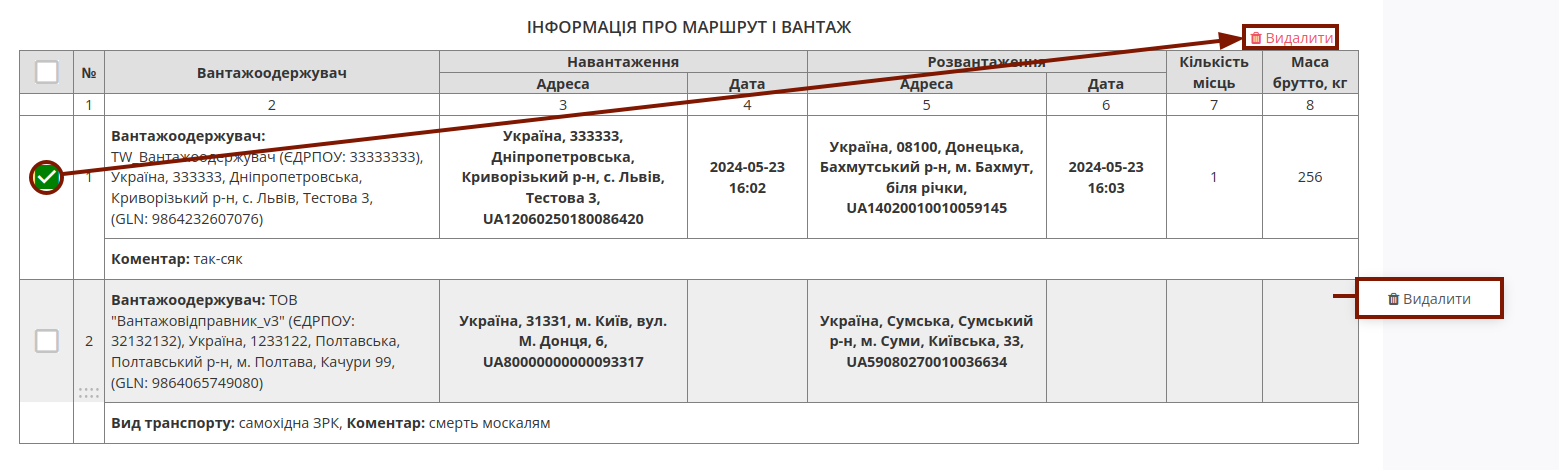 ІНФОРМАЦІЯ ПРО МАРШРУТ І ВАНТАЖ
Видалити
№ Вантажоодержувач Навантаження Розвантаження Кількість місць Маса брутто, кг
Адреса Дата Адреса Дата
1 2 3 4 5 6 7 8
1
Вантажоодержувач:
TW_Вантажоодержувач (ЄДРПОУ: 33333333),
Україна, 333333, Дніпропетровська,
Криворізький р-н, с. Львів, Тестова 3,
(GLN: 9864232607076)
Україна, 333333,
Дніпропетровська,
Криворізький р-н, с. Львів,
Тестова 3,
UA12060250180086420
2024-05-23
16:02
Україна, 08100, Донецька,
Бахмутський р-н, м. Бахмут,
біля річки,
UA14020010010059145
2024-05-23
16:03
1
256
Коментар: так-сяк
2
Вантажоодержувач: ТОВ
"Вантажовідправник_v3" (ЄДРПОУ:
32132132), Україна, 1233122, Полтавська,
Полтавський р-н, м. Полтава, Качури 99,
(GLN: 9864065749080)
Україна, 31331, м. Київ, вул.
М. Донця, 6,
UA80000000000093317
Україна, Сумська, Сумський
р-н, м. Суми, Київська, 33,
UA59080270010036634
Видалити
Вид транспорту: самохідна ЗРК, Коментар: смерть москалям